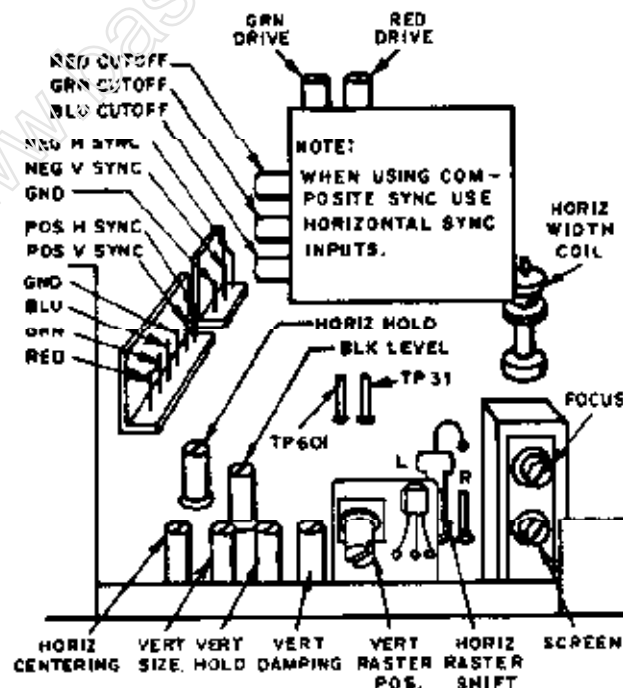 GRN DRIVE
RED DRIVE
RED CUTOFF
GRN CUTOFF
BLU CUTOFF
NEG H SYNC
NEG V SYNC
GND
POS H SYNC
POS V SYNC
GND
BLU
GRN
RED
NOTE:
WHEN USING COM-
POSITE SYNC USE
HORIZONTAL SYNC
INPUTS.
HORIZ
WIDTH
COIL
HORIZ HOLD
BLK LEVEL
TP 31
TP601
FOCUS
L
R
HORIZ
CENTERING
VERT
SIZE
VERT
HOLD
VERT
DAMPING
VERT
RASTER
POS.
HORIZ
RASTER
SHIFT
SCREEN